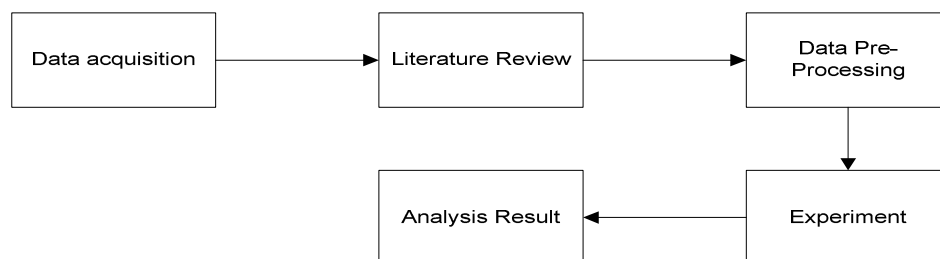 Data acquisition
Literature Review
Data Pre-
Processing
Experiment
Analysis Result